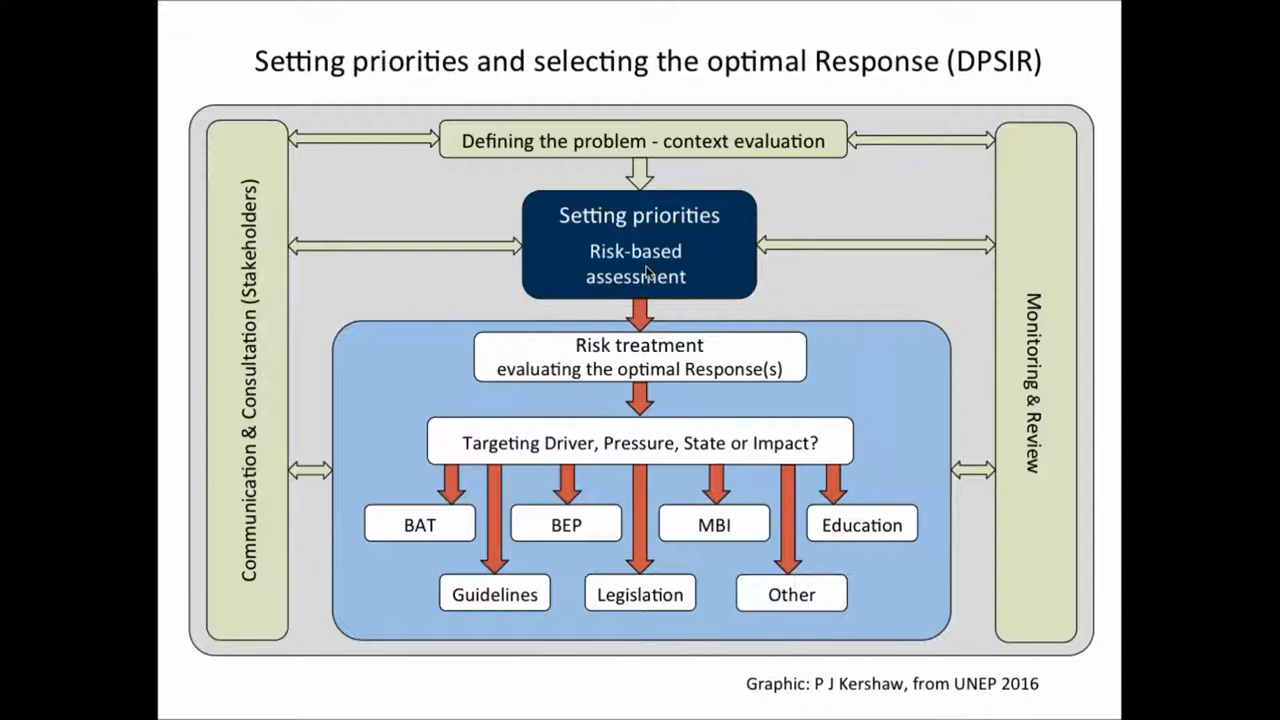 Setting priorities and selecting the optimal Response (DPSIR)
Defining the problem - context evaluation
Communication & Consultation (Stakeholders)
Setting priorities
Risk-based
assessment
Monitoring & Review
Risk treatment
evaluating the optimal Response(s)
Targeting Driver, Pressure, State or Impact?
BAT
BEP
MBI
Education
Guidelines
Legislation
Other
Graphic: P J Kershaw, from UNEP 2016